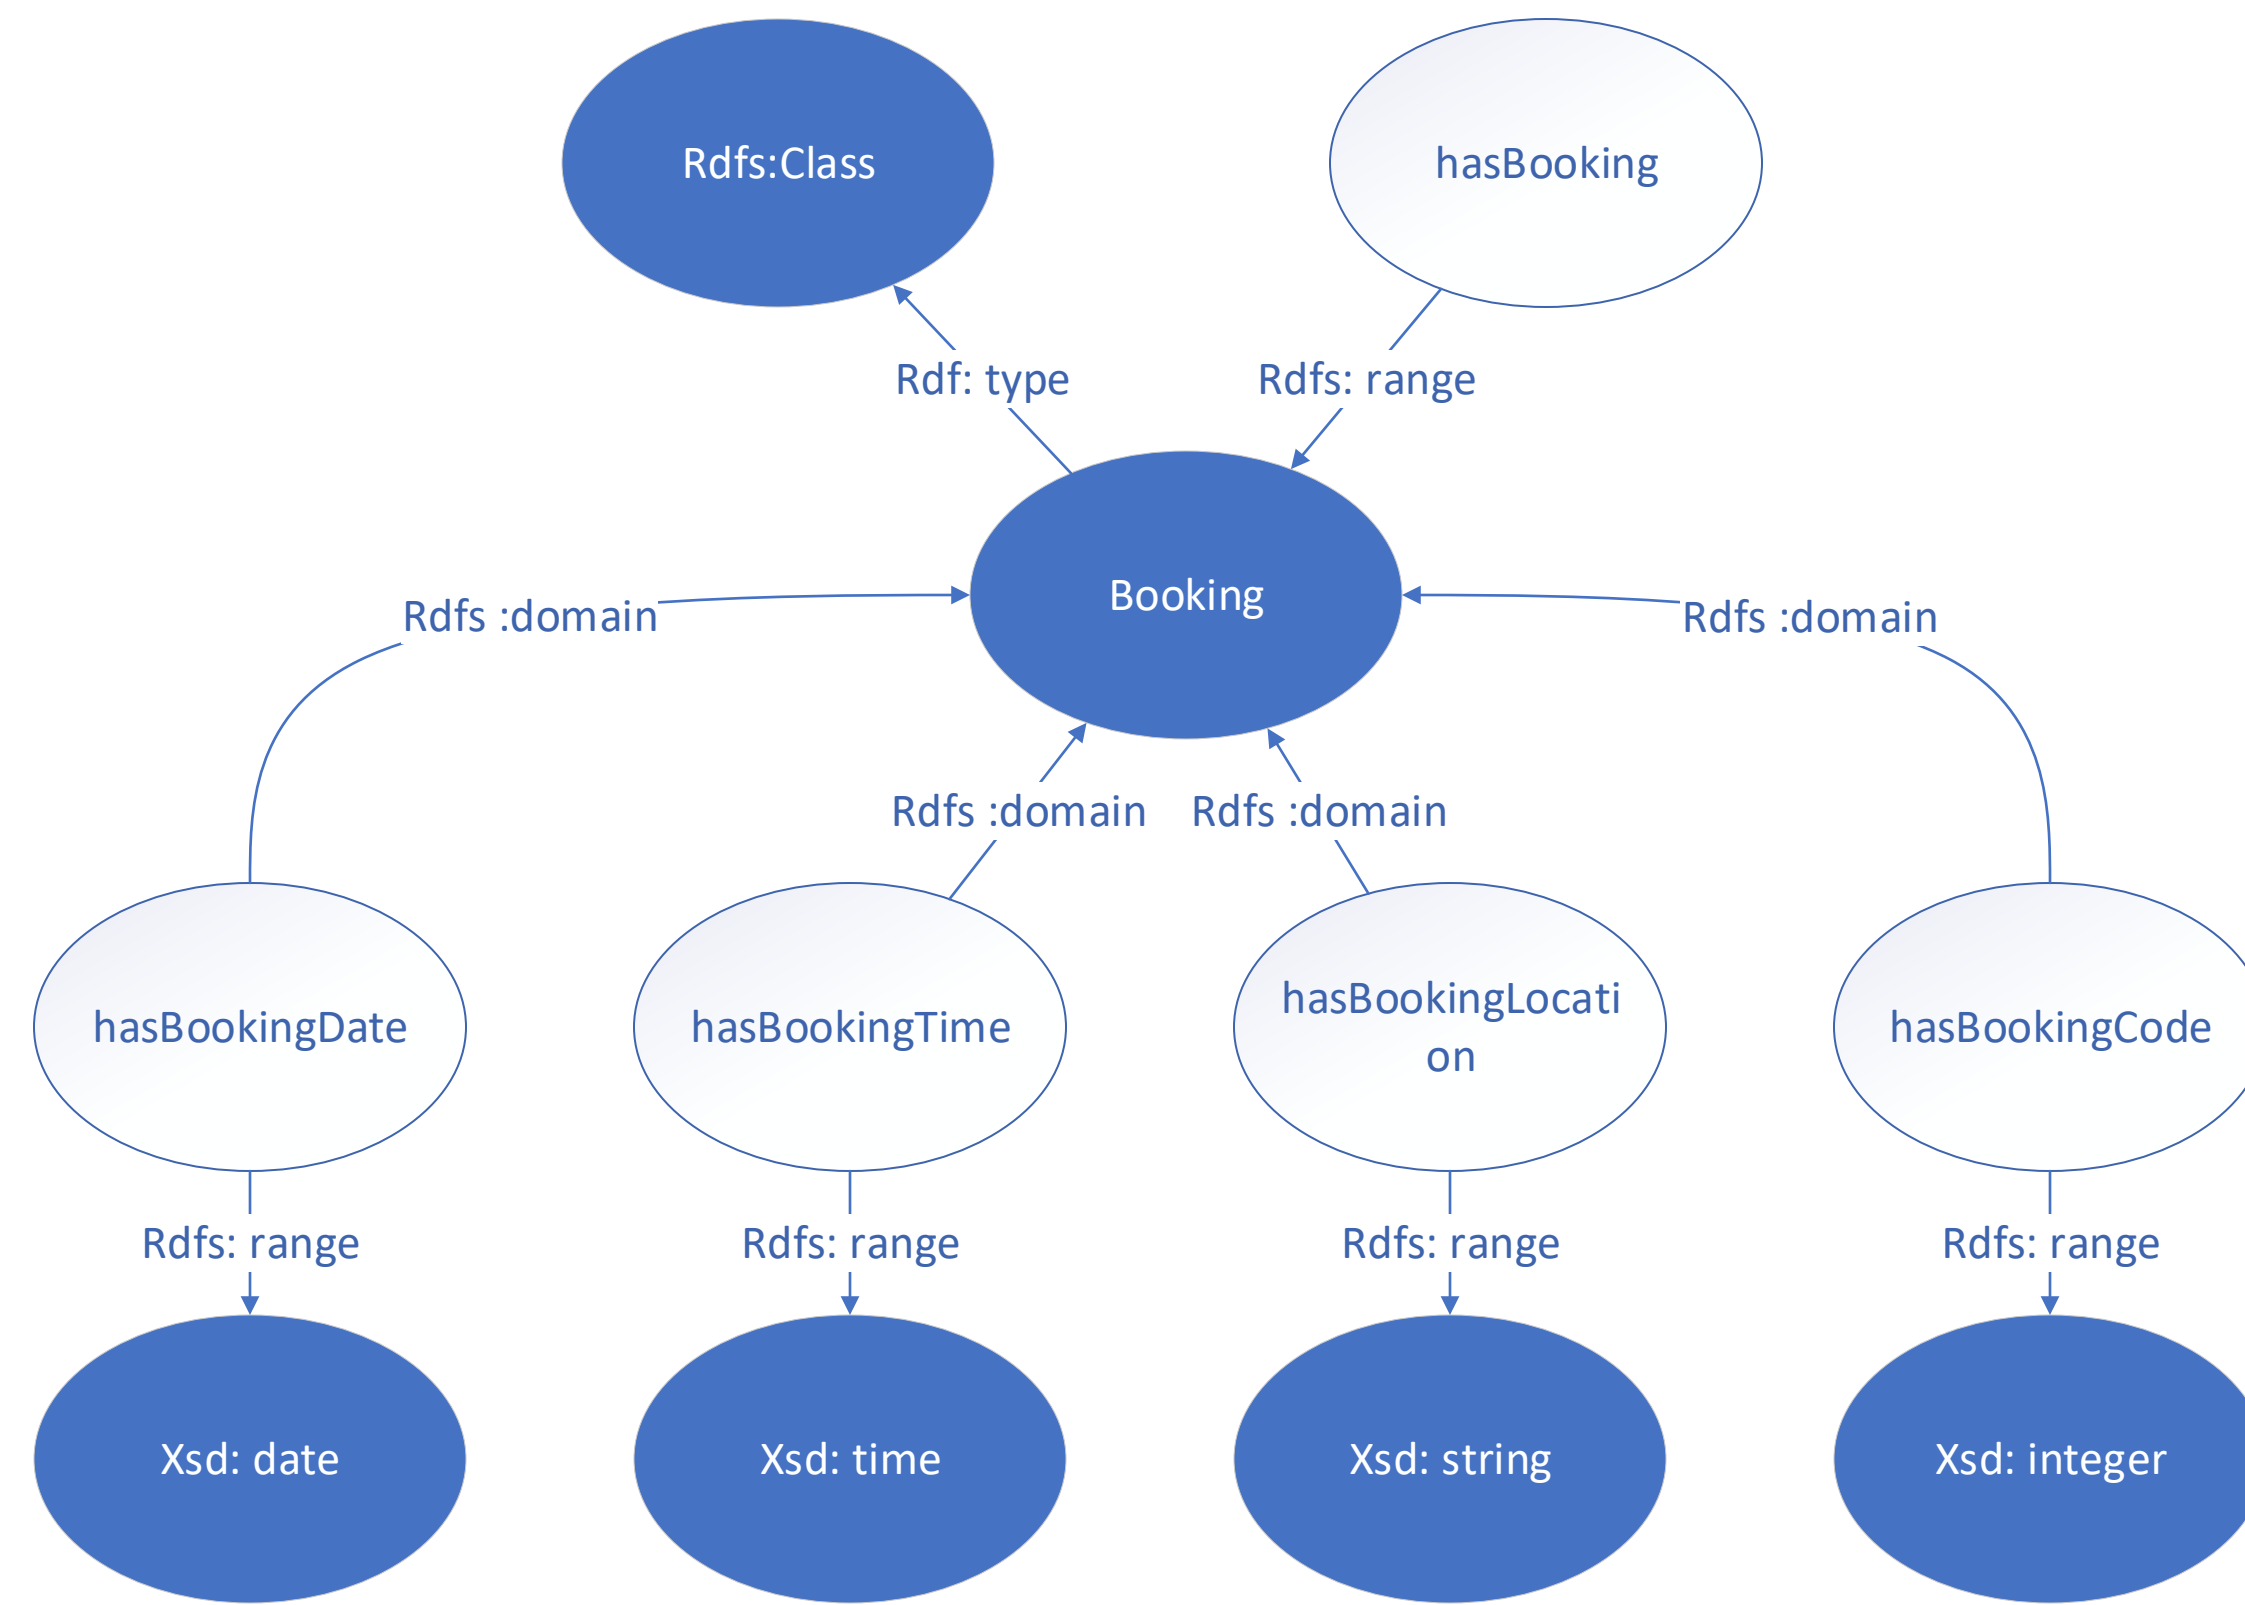 Rdfs:Class
hasBooking
Rdf: type
Rdfs: range
Booking
Rdfs :domain
Rdfs :domain
Rdfs :domain
Rdfs :domain
hasBookingDate
hasBookingTime
hasBookingLocati
on
hasBookingCode
Rdfs: range
Rdfs: range
Rdfs: range
Rdfs: range
Xsd: date
Xsd: time
Xsd: string
Xsd: integer